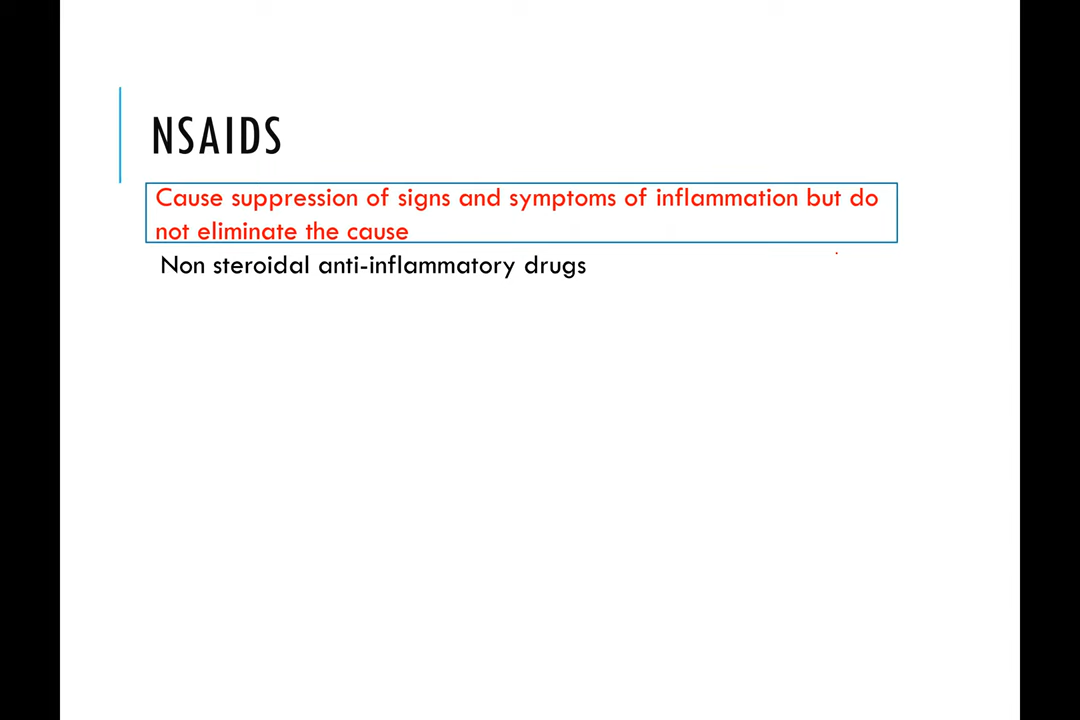 NSAIDS
Cause suppression of signs and symptoms of inflammation but do
not eliminate the cause
Non steroidal anti-inflammatory drugs